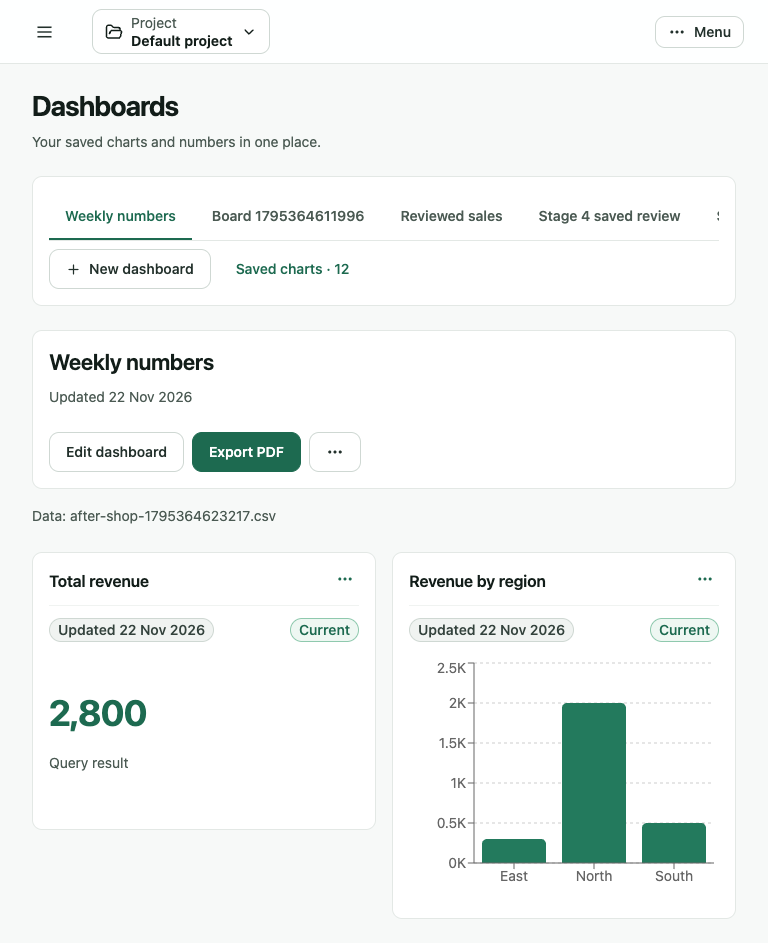 Project
Default project
Menu
Dashboards
Your saved charts and numbers in one place.
Weekly numbers
Board 1795364611996
Reviewed sales
Stage 4 saved review
New dashboard
Saved charts · 12
Weekly numbers
Updated 22 Nov 2026
Edit dashboard
Export PDF
Data: after-shop-1795364623217.csv
Total revenue
Updated 22 Nov 2026
Current
2,800
Query result
Revenue by region
Updated 22 Nov 2026
Current
2.5K
2K
1.5K
1K
0.5K
0K
East
North
South